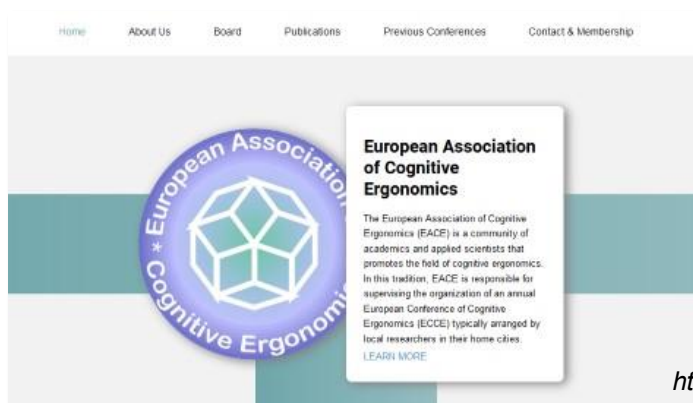 Home About Us Board Publications Previous Conferences Contact & Membership
European Association
Cognitive Ergonomi
European Association
of Cognitive
Ergonomics
The European Association of Cognitive
Ergonomics (EACE) is a community of
academics and applied scientists that
promotes the field of cognitive ergonomics.
In this tradition, EACE is responsible for
supervising the organization of an annual
European Conference of Cognitive
Ergonomics (ECCE) typically arranged by
local researchers in their home cities.
LEARN MORE
ht